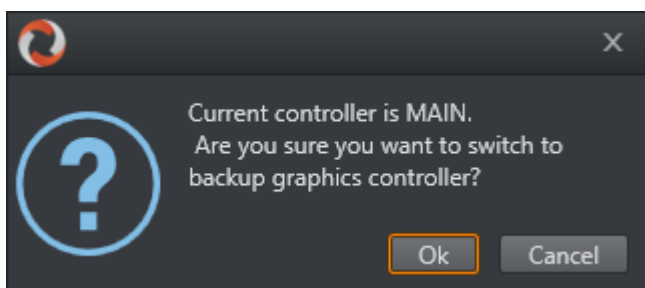 Current controller is MAIN.
Are you sure you want to switch to
backup graphics controller?
Ok
Cancel